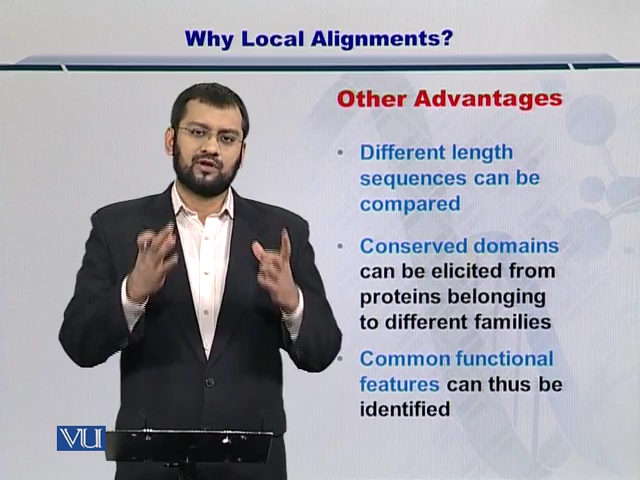 Why Local Alignments?
Other Advantages
• Different length
sequences can be
compared
• Conserved domains
can be elicited from
proteins belonging
to different families
• Common functional
features can thus be
identified
VU